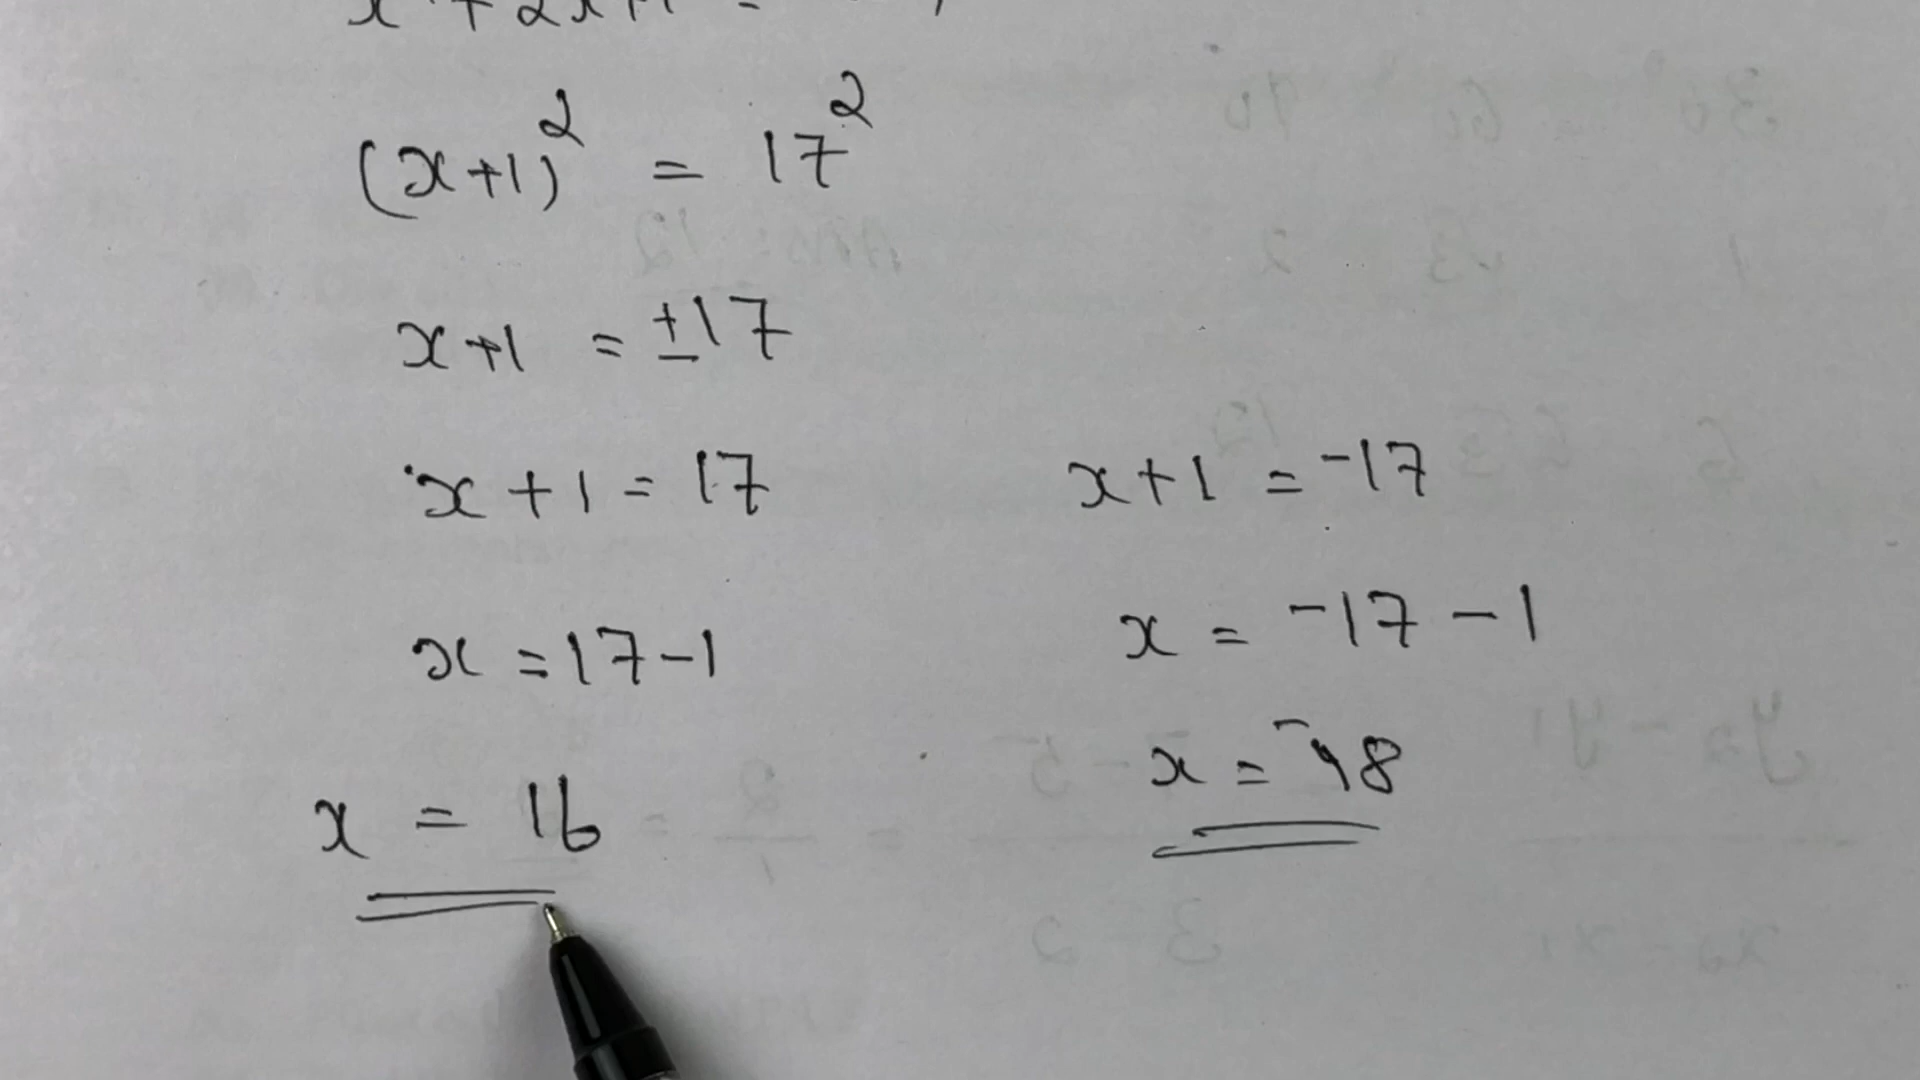 (x+1)² = 17²
x+1 = ±17
x+1 = 17
x+1 = -17
x = 17-1
x = -17-1
x = -18
x = 16